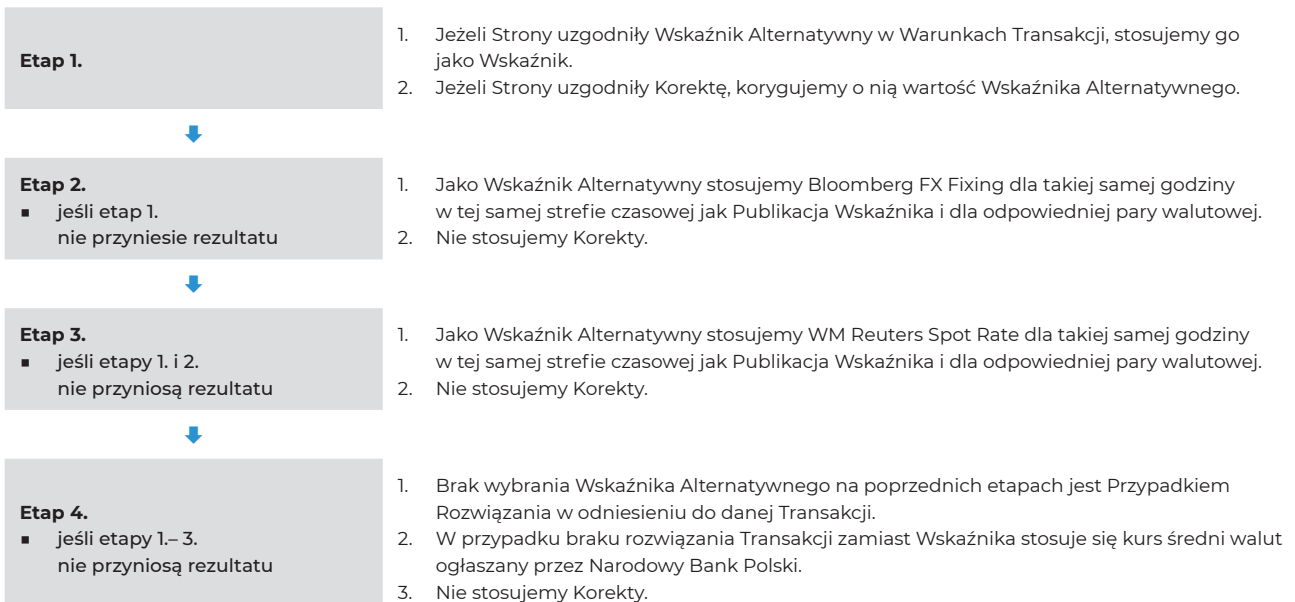 Etap 1.
1. Jeżeli Strony uzgodniły Wskaźnik Alternatywny w Warunkach Transakcji, stosujemy go
jako Wskaźnik.
2. Jeżeli Strony uzgodniły Korektę, korygujemy o nią wartość Wskaźnika Alternatywnego.
Etap 2.
■ jeśli etap 1.
nie przyniesie rezultatu
1. Jako Wskaźnik Alternatywny stosujemy Bloomberg FX Fixing dla takiej samej godziny
w tej samej strefie czasowej jak Publikacja Wskaźnika i dla odpowiedniej pary walutowej.
2. Nie stosujemy Korekty.
Etap 3.
■ jeśli etapy 1. i 2.
nie przyniosą rezultatu
1. Jako Wskaźnik Alternatywny stosujemy WM Reuters Spot Rate dla takiej samej godziny
w tej samej strefie czasowej jak Publikacja Wskaźnika i dla odpowiedniej pary walutowej.
2. Nie stosujemy Korekty.
Etap 4.
■ jeśli etapy 1.– 3.
nie przyniosą rezultatu
1. Brak wybrania Wskaźnika Alternatywnego na poprzednich etapach jest Przypadkiem
Rozwiązania w odniesieniu do danej Transakcji.
2. W przypadku braku rozwiązania Transakcji zamiast Wskaźnika stosuje się kurs średni walut
ogłaszany przez Narodowy Bank Polski.
3. Nie stosujemy Korekty.